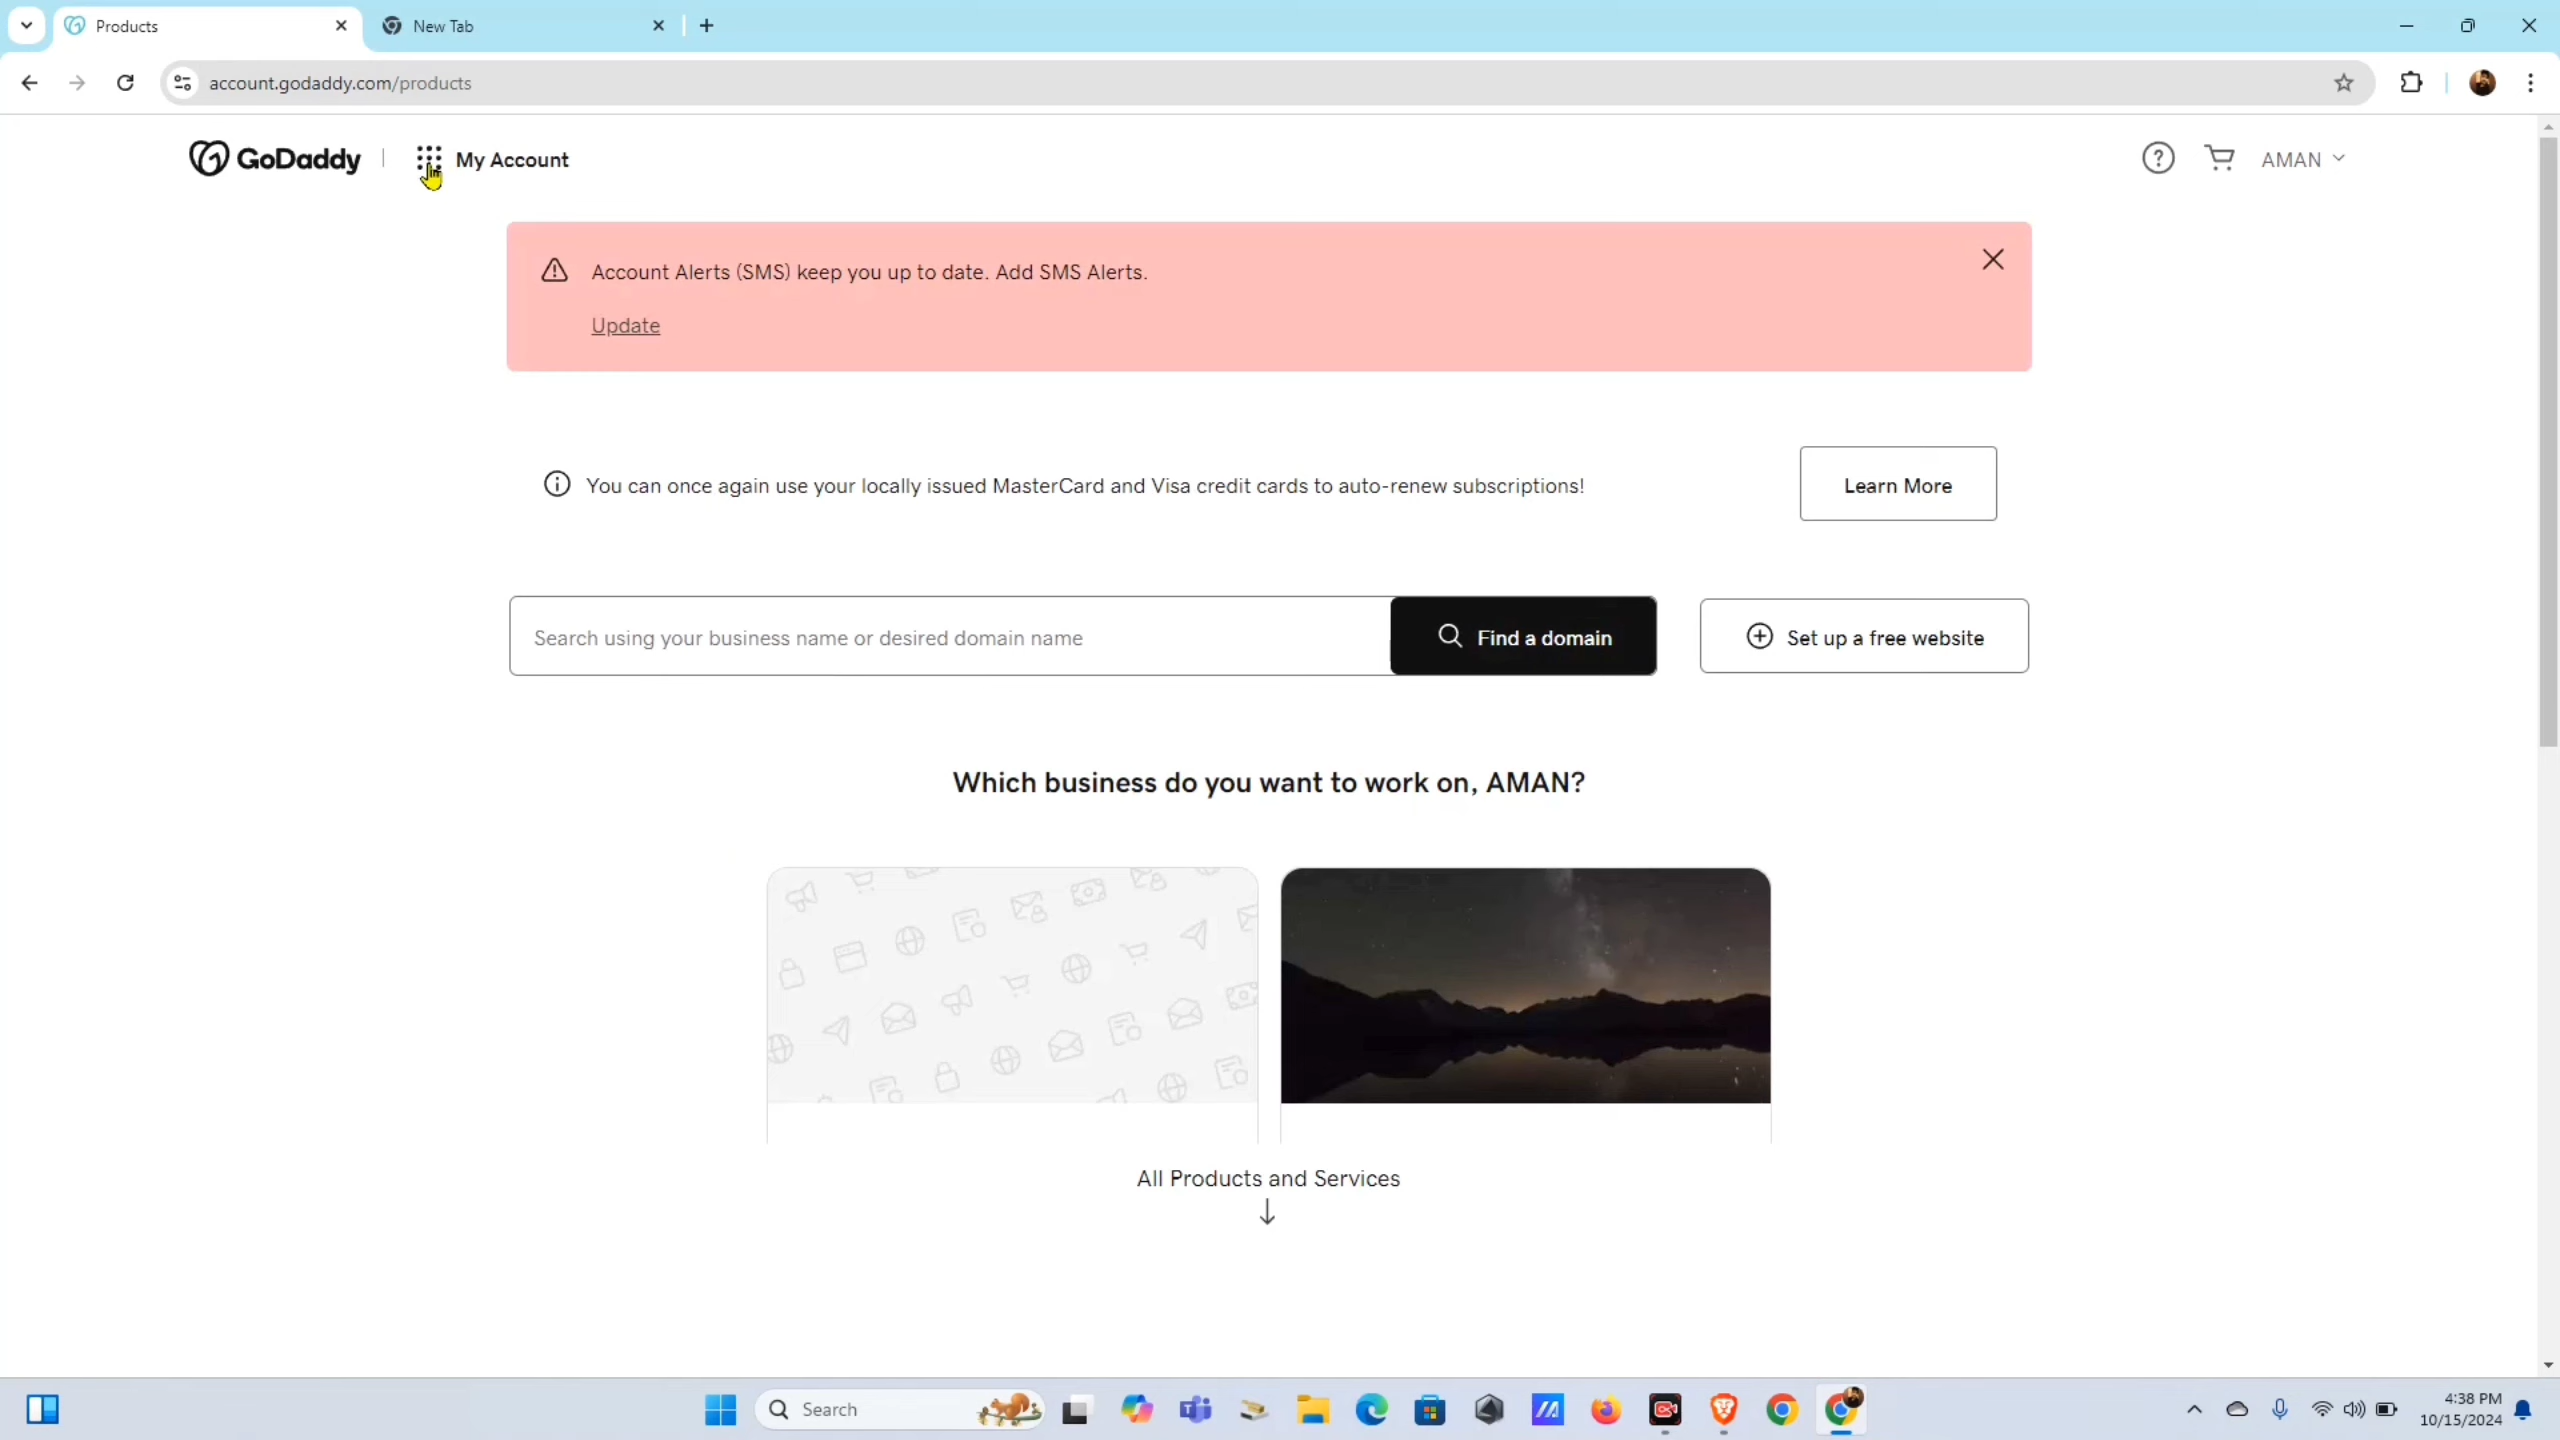 Products
New Tab
account.godaddy.com/products
GoDaddy
My Account
AMAN
Account Alerts (SMS) keep you up to date. Add SMS Alerts.
Update
You can once again use your locally issued MasterCard and Visa credit cards to auto-renew subscriptions!
Learn More
Search using your business name or desired domain name
Find a domain
Set up a free website
Which business do you want to work on, AMAN?
All Products and Services
Search
4:38 PM
10/15/2024